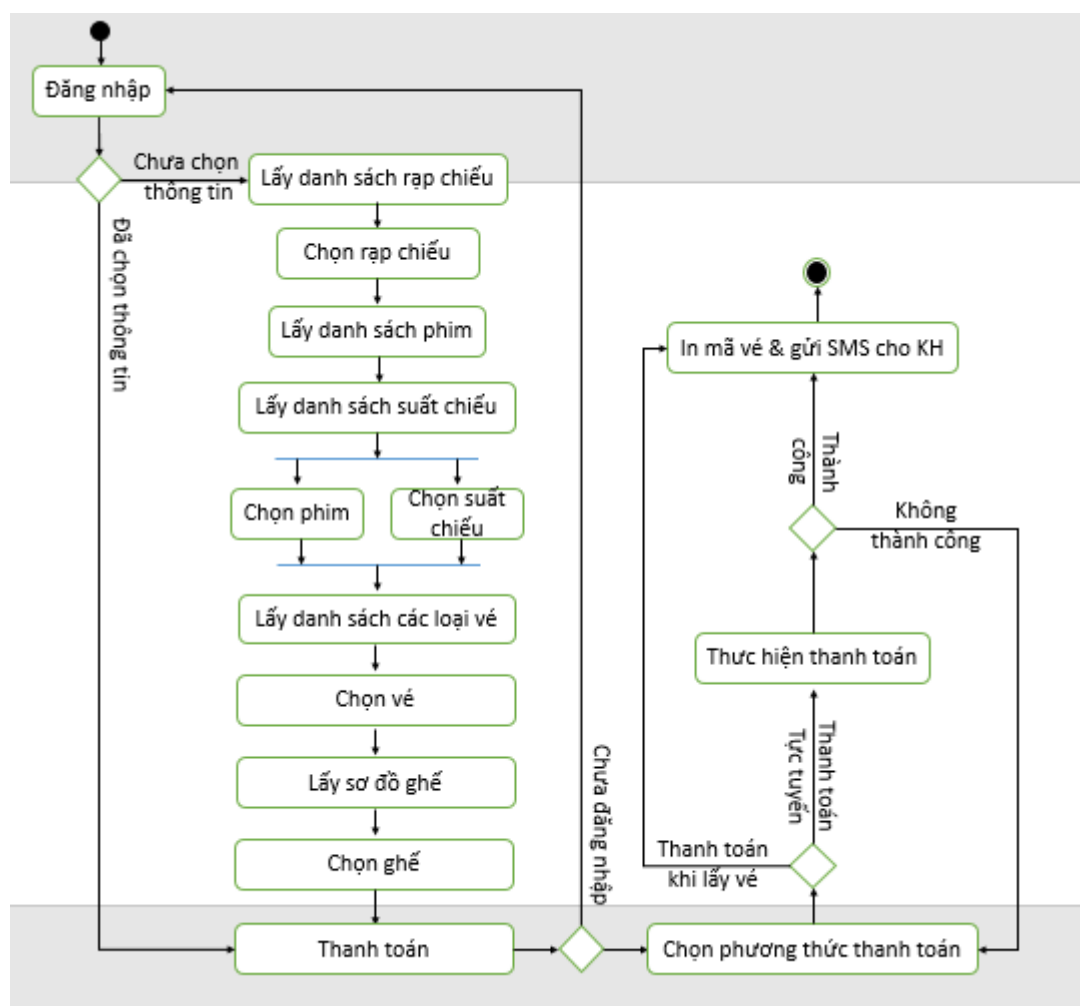 Đăng nhập
Chưa chọn
thông tin
Lấy danh sách rạp chiếu
Đã chọn thông tin
Chọn rạp chiếu
Lấy danh sách phim
Lấy danh sách suất chiếu
Chọn phim
Chọn suất
chiếu
Lấy danh sách các loại vé
Chọn vé
Lấy sơ đồ ghế
Chọn ghế
Thanh toán
Chưa đăng nhập
Chọn phương thức thanh toán
Thanh toán
khi lấy vé
Thanh toán
Tực tuyến
Thưc hiện thanh toán
Thành
công
Không
thành công
In mã vé & gửi SMS cho KH